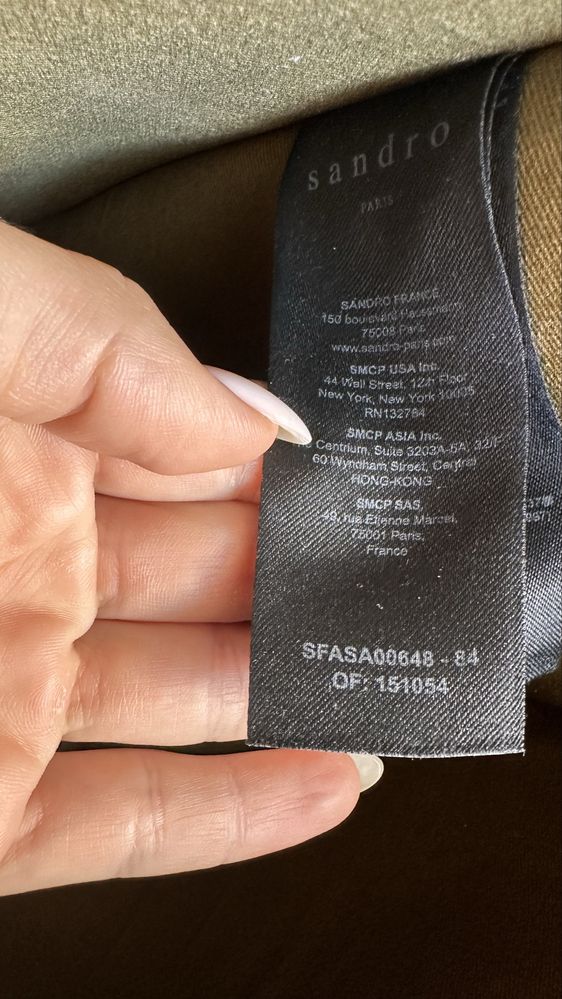 sandro
PARIS
SANDRO FRANCE
150 boulevard Haussmann
75008 Paris
www.sandro-paris.com
SMCP USA Inc.
44 Wall Street, 12th Floor
New York, New York 10005
RN132784
SMCP ASIA Inc.
Centrium, Suite 3203A-5A, 32/F
60 Wyndham Street, Central
HONG-KONG
SMCP SAS,
49, rue Etienne Marcel,
75001 Paris,
France
SFASA00648 - 84
OF: 151054